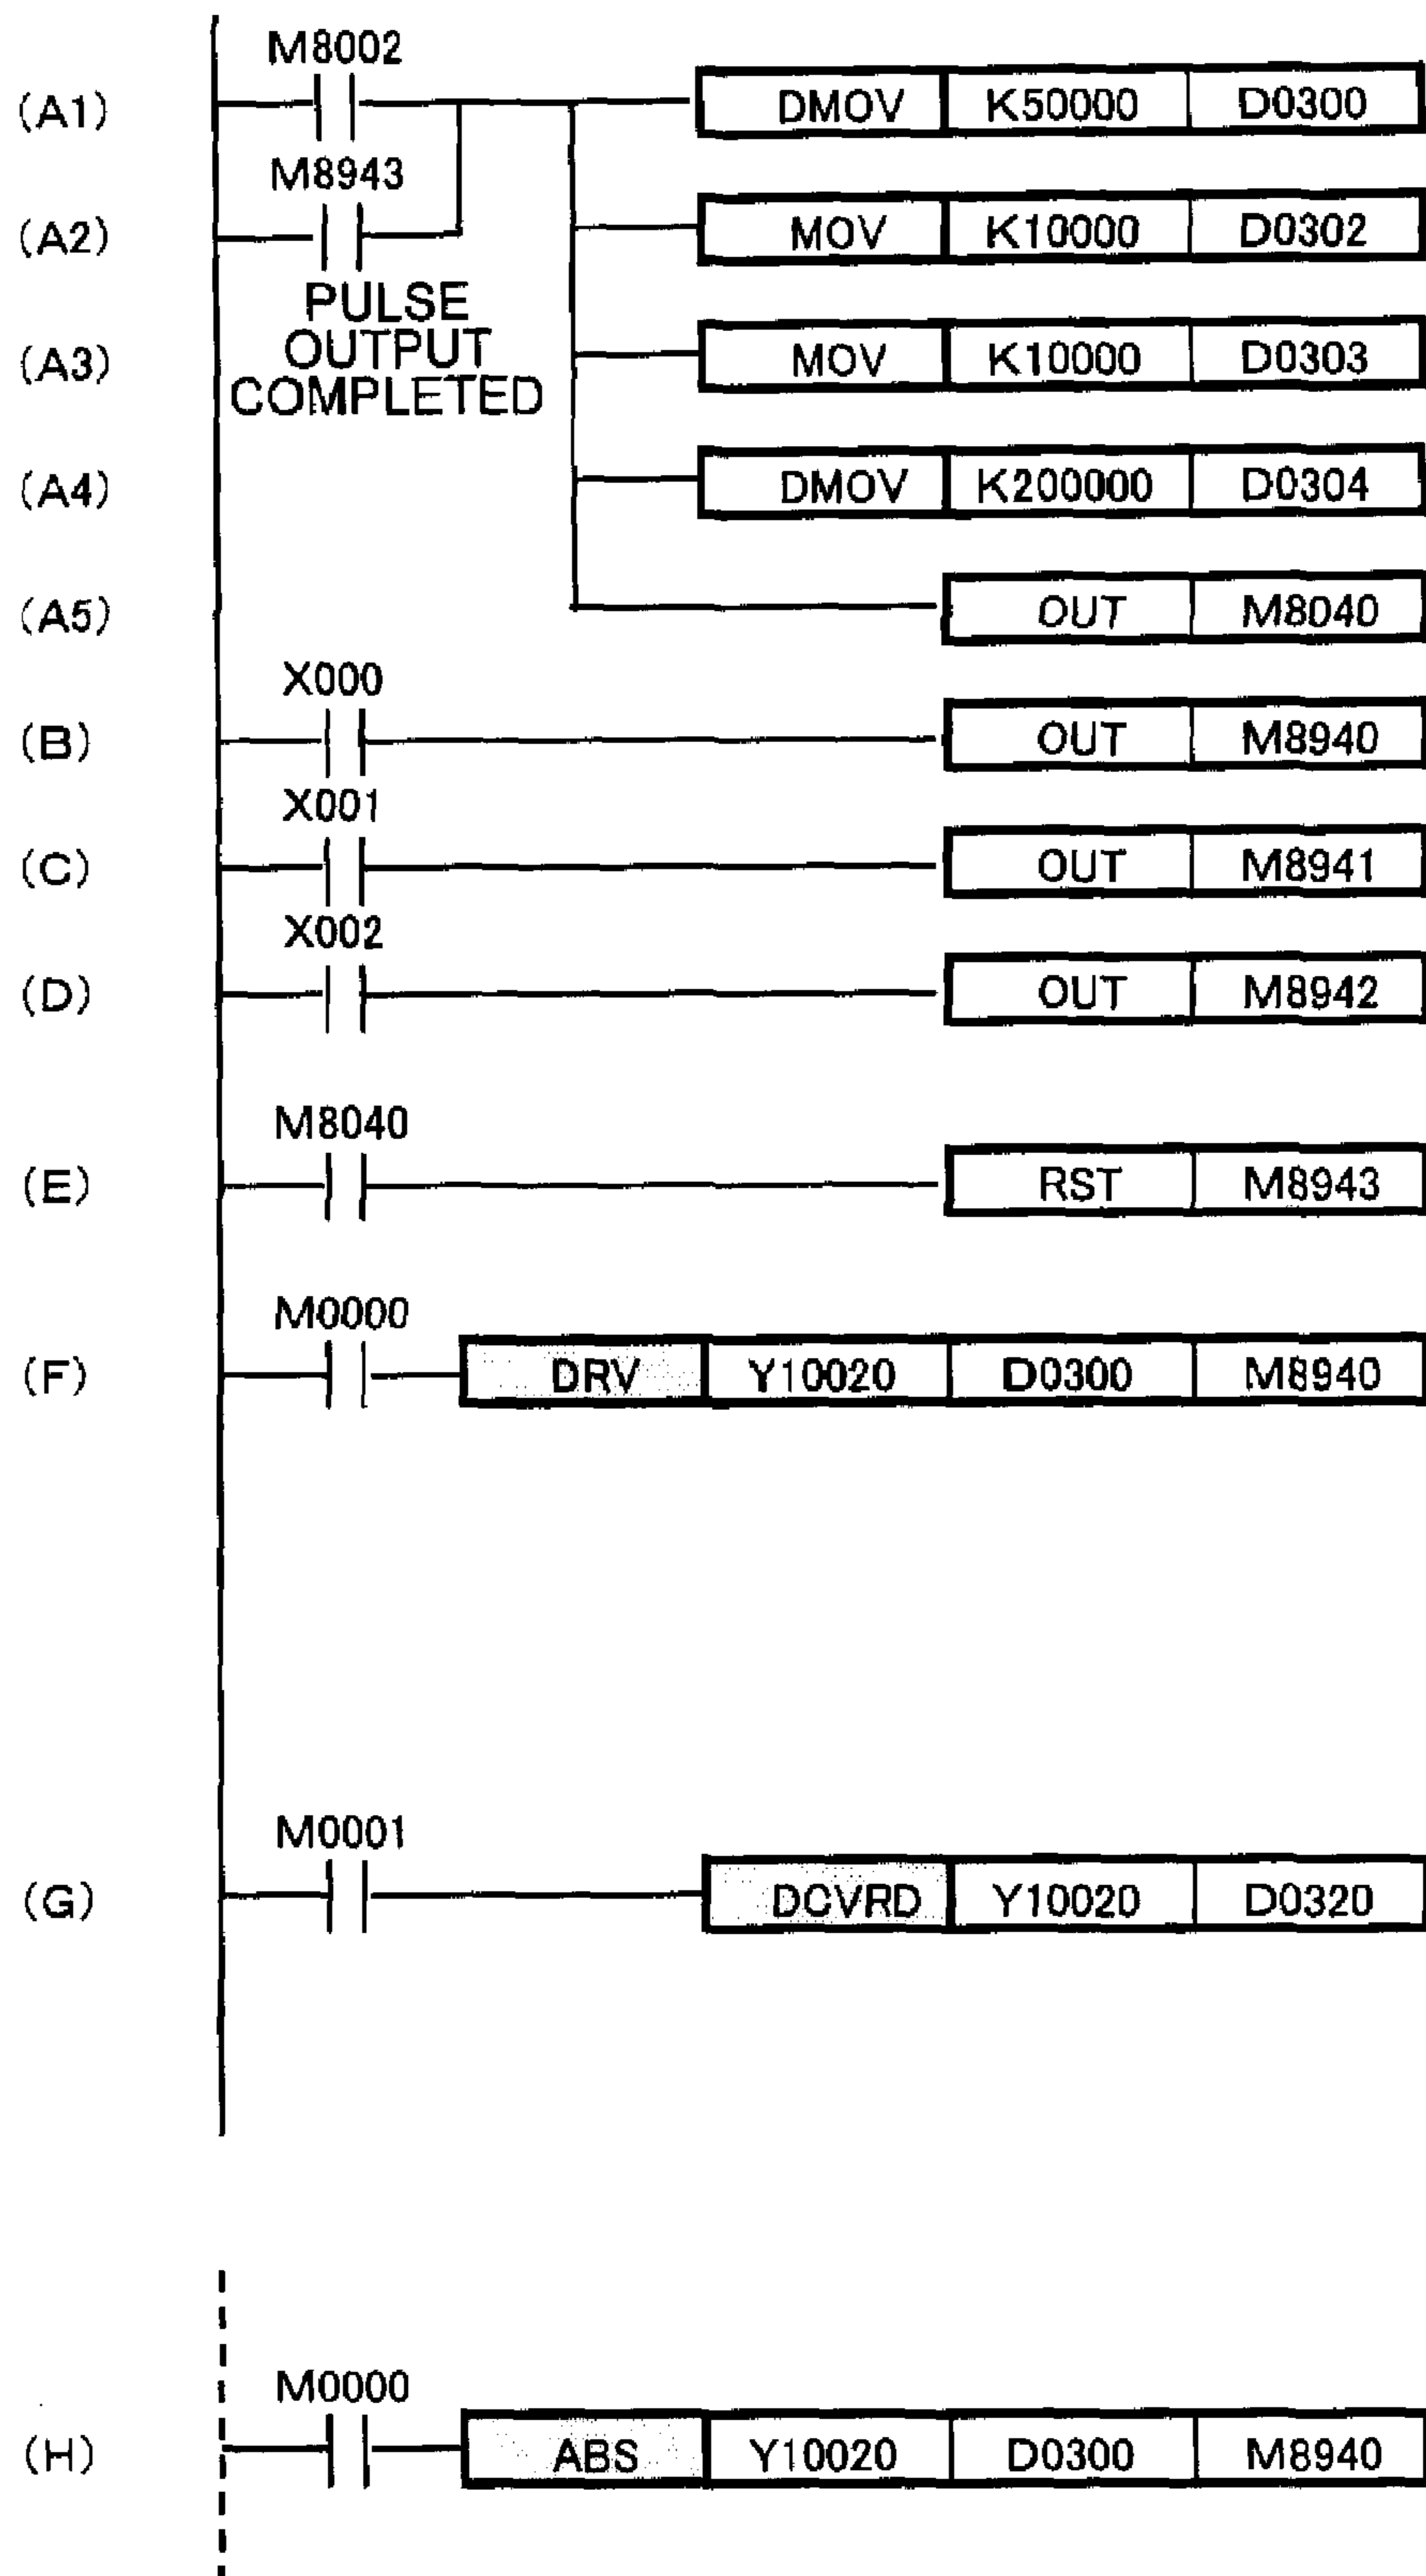 M8002
(A1) DMOV K50000 D0300
M8943
(A2) MOV K10000 D0302
PULSE
OUTPUT
COMPLETED
(A3) MOV K10000 D0303
(A4) DMOV K200000 D0304
(A5) OUT M8040
X000
(B) OUT M8940
X001
(C) OUT M8941
X002
(D) OUT M8942
M8040
(E) RST M8943
M0000
(F) DRV Y10020 D0300 M8940
M0001
(G) DCVRD Y10020 D0320
M0000
(H) ABS Y10020 D0300 M8940